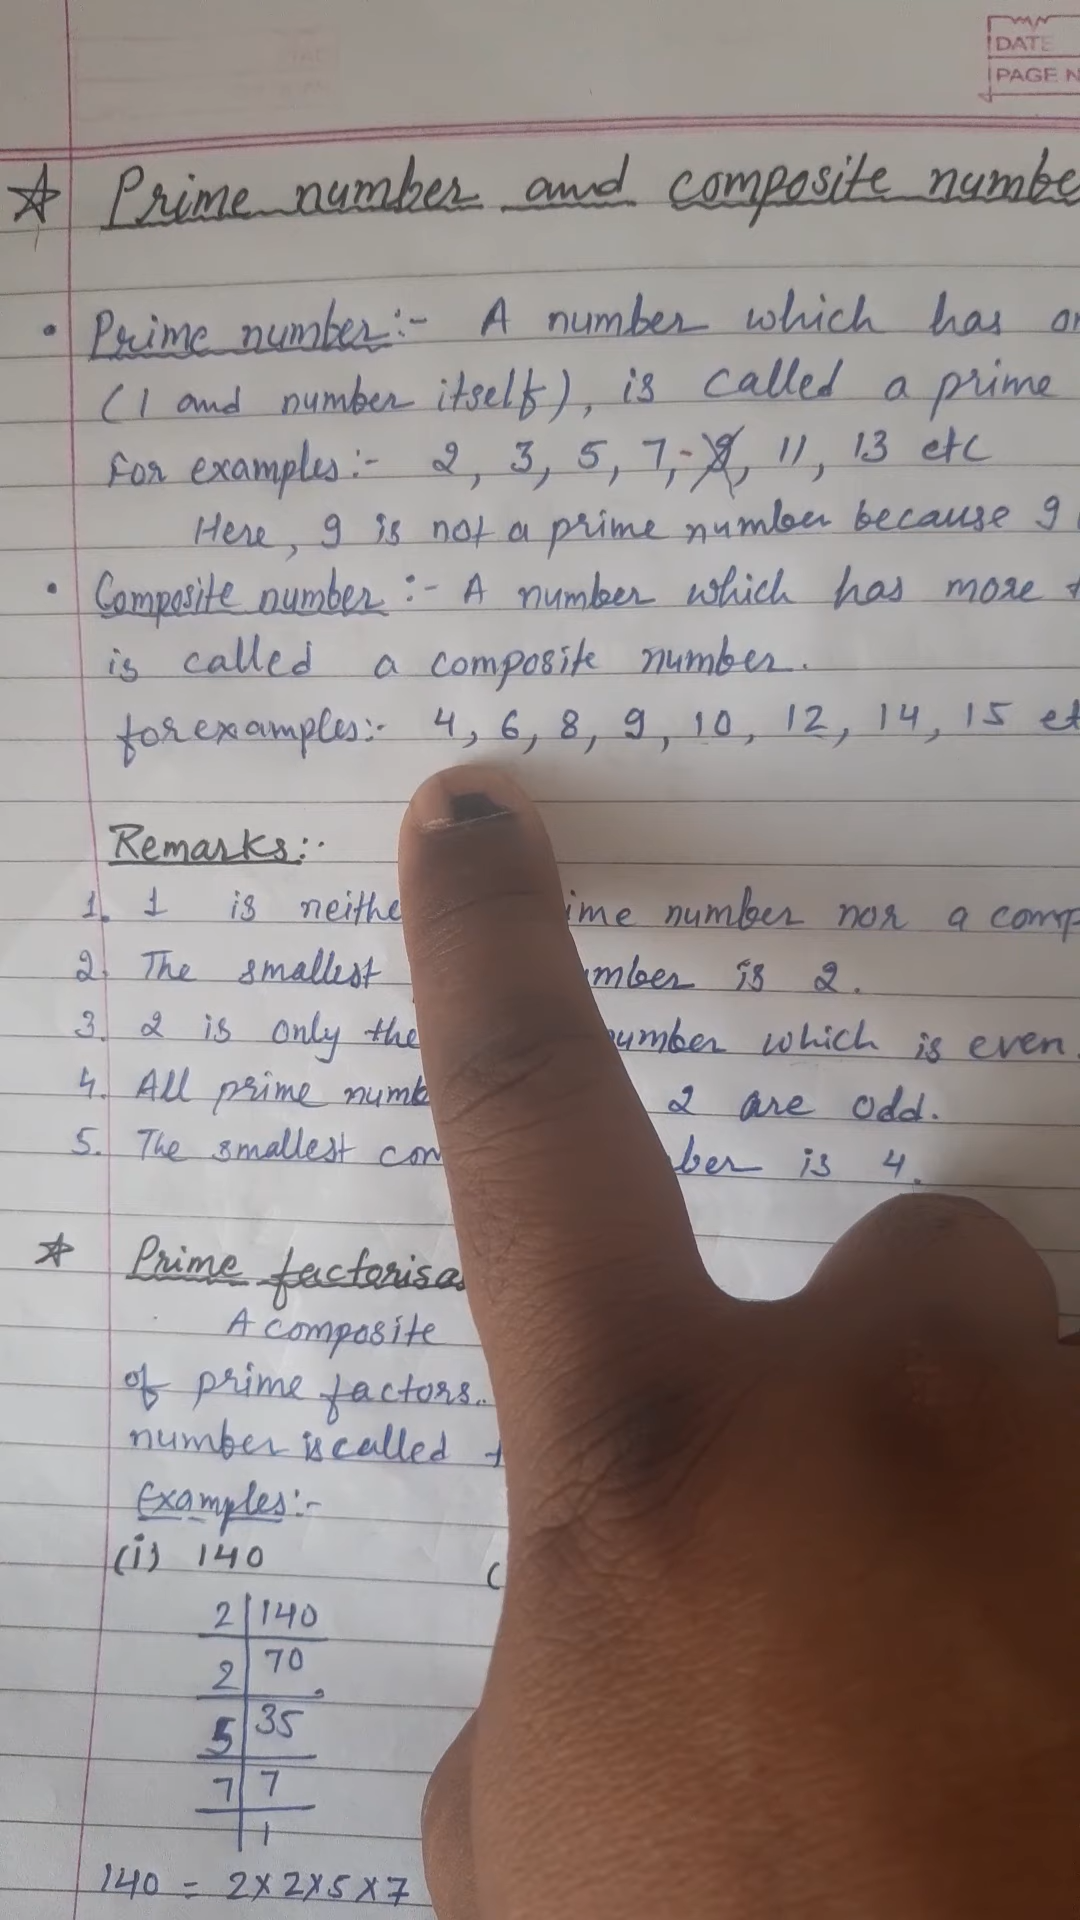 DATE
PAGE N
Prime number and composite numbe
• Prime number:- A number which has
(1 and number itself), is called a prime
For examples:- 2, 3, 5, 7, 9, 11, 13 etc
Here, 9 is not a prime number because 9
• Composite number:- A number which has more
is called a composite number.
for examples:- 4, 6, 8, 9, 10, 12, 14, 15 et
Remarks:-
1. 1 is neithe ime number nor a comp
2. The smallest mber is 2.
3. 2 is only the umber which is even.
4. All prime numb 2 are odd.
5. The smallest com ber is 4.
Prime factorisa
A composite
of prime factors.
number is called
Examples:-
(i) 140 (
2 | 140
2 | 70
5 | 35
7 | 7
| 1
140 = 2×2×5×7